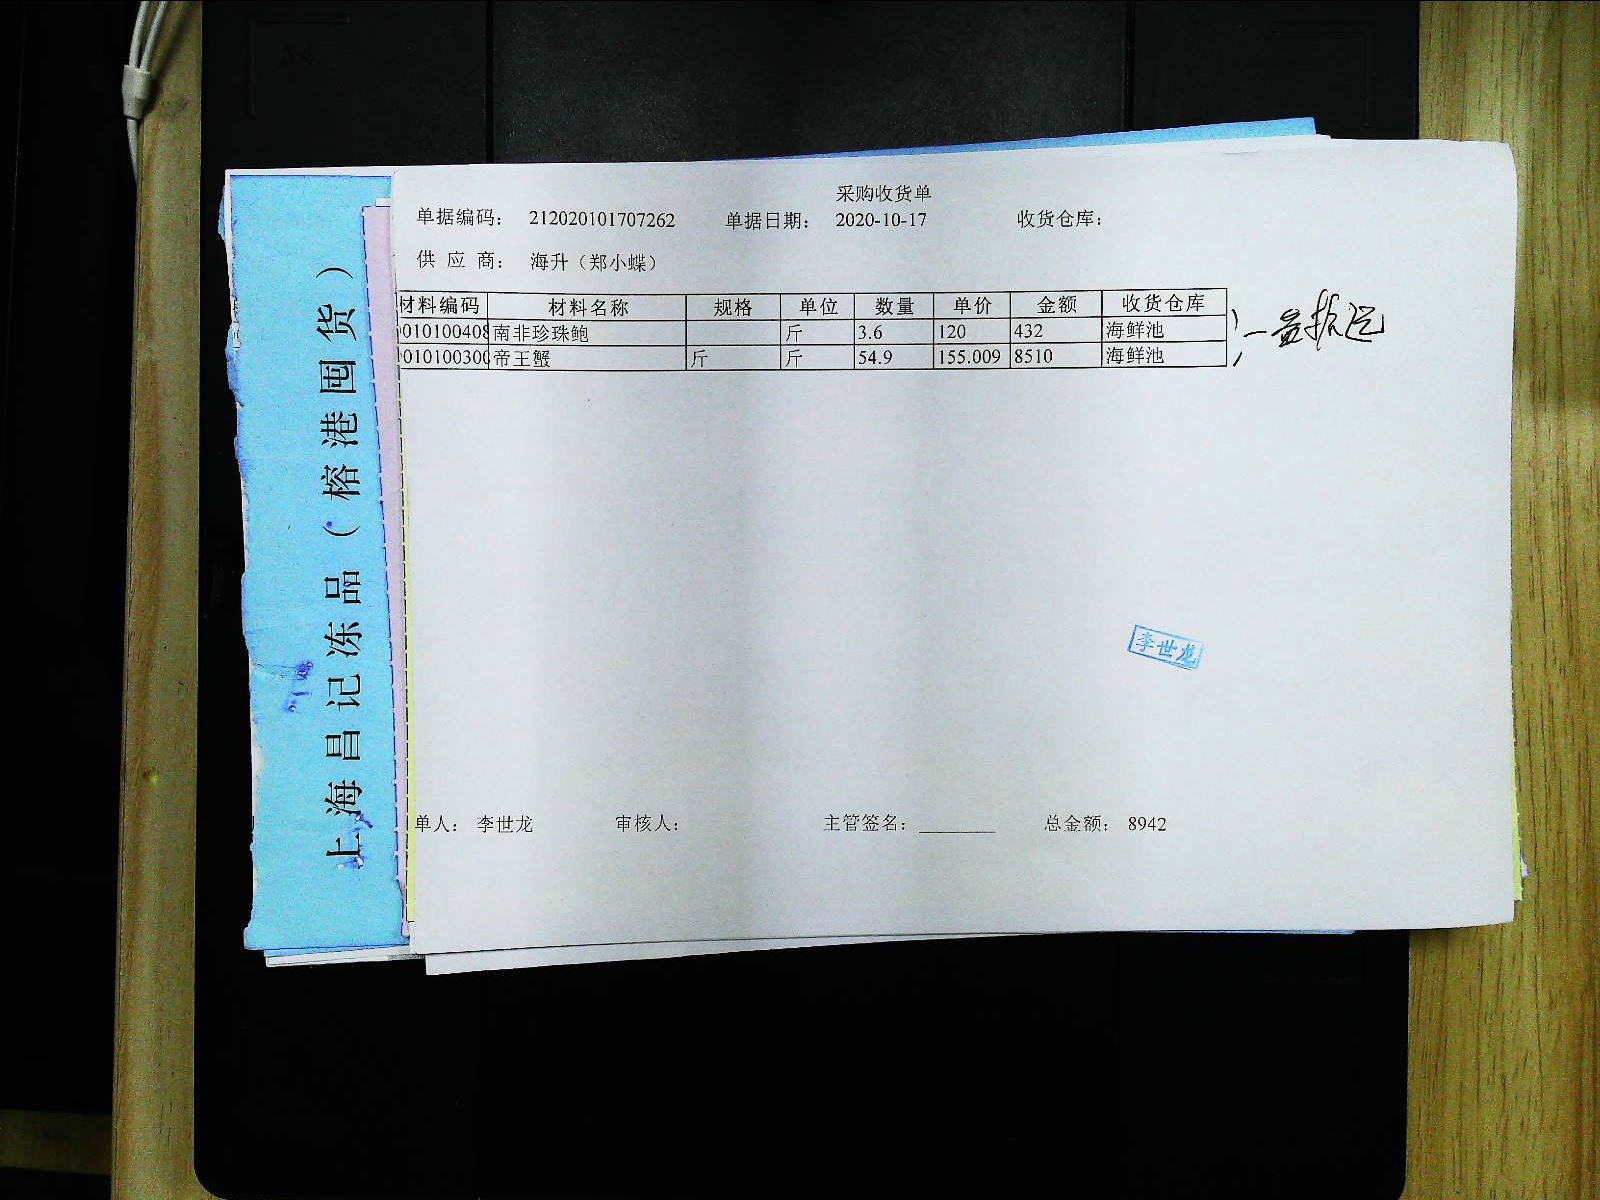 采购收货单
单据编码： 212020101707262 单据日期： 2020-10-17 收货仓库：
供 应 商： 海升（郑小蝶）
材料编码 材料名称 规格 单位 数量 单价 金额 收货仓库
010100408 南非珍珠鲍 斤 3.6 120 432 海鲜池
010100300 帝王蟹 斤 斤 54.9 155.009 8510 海鲜池
李世龙
单人： 李世龙 审核人： 主管签名：________ 总金额： 8942
上海昌记冻品（榕港囤货）